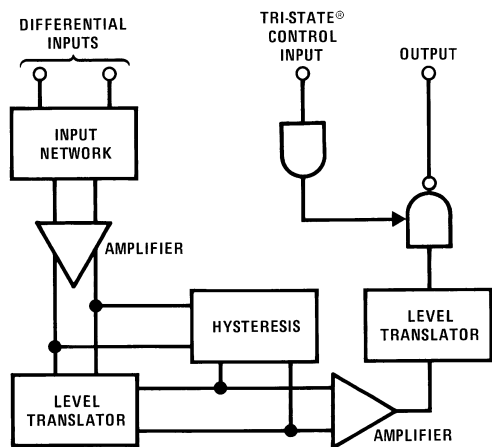 DIFFERENTIAL
INPUTS
TRI-STATE®
CONTROL
INPUT
OUTPUT
INPUT
NETWORK
AMPLIFIER
HYSTERESIS
LEVEL
TRANSLATOR
LEVEL
TRANSLATOR
AMPLIFIER